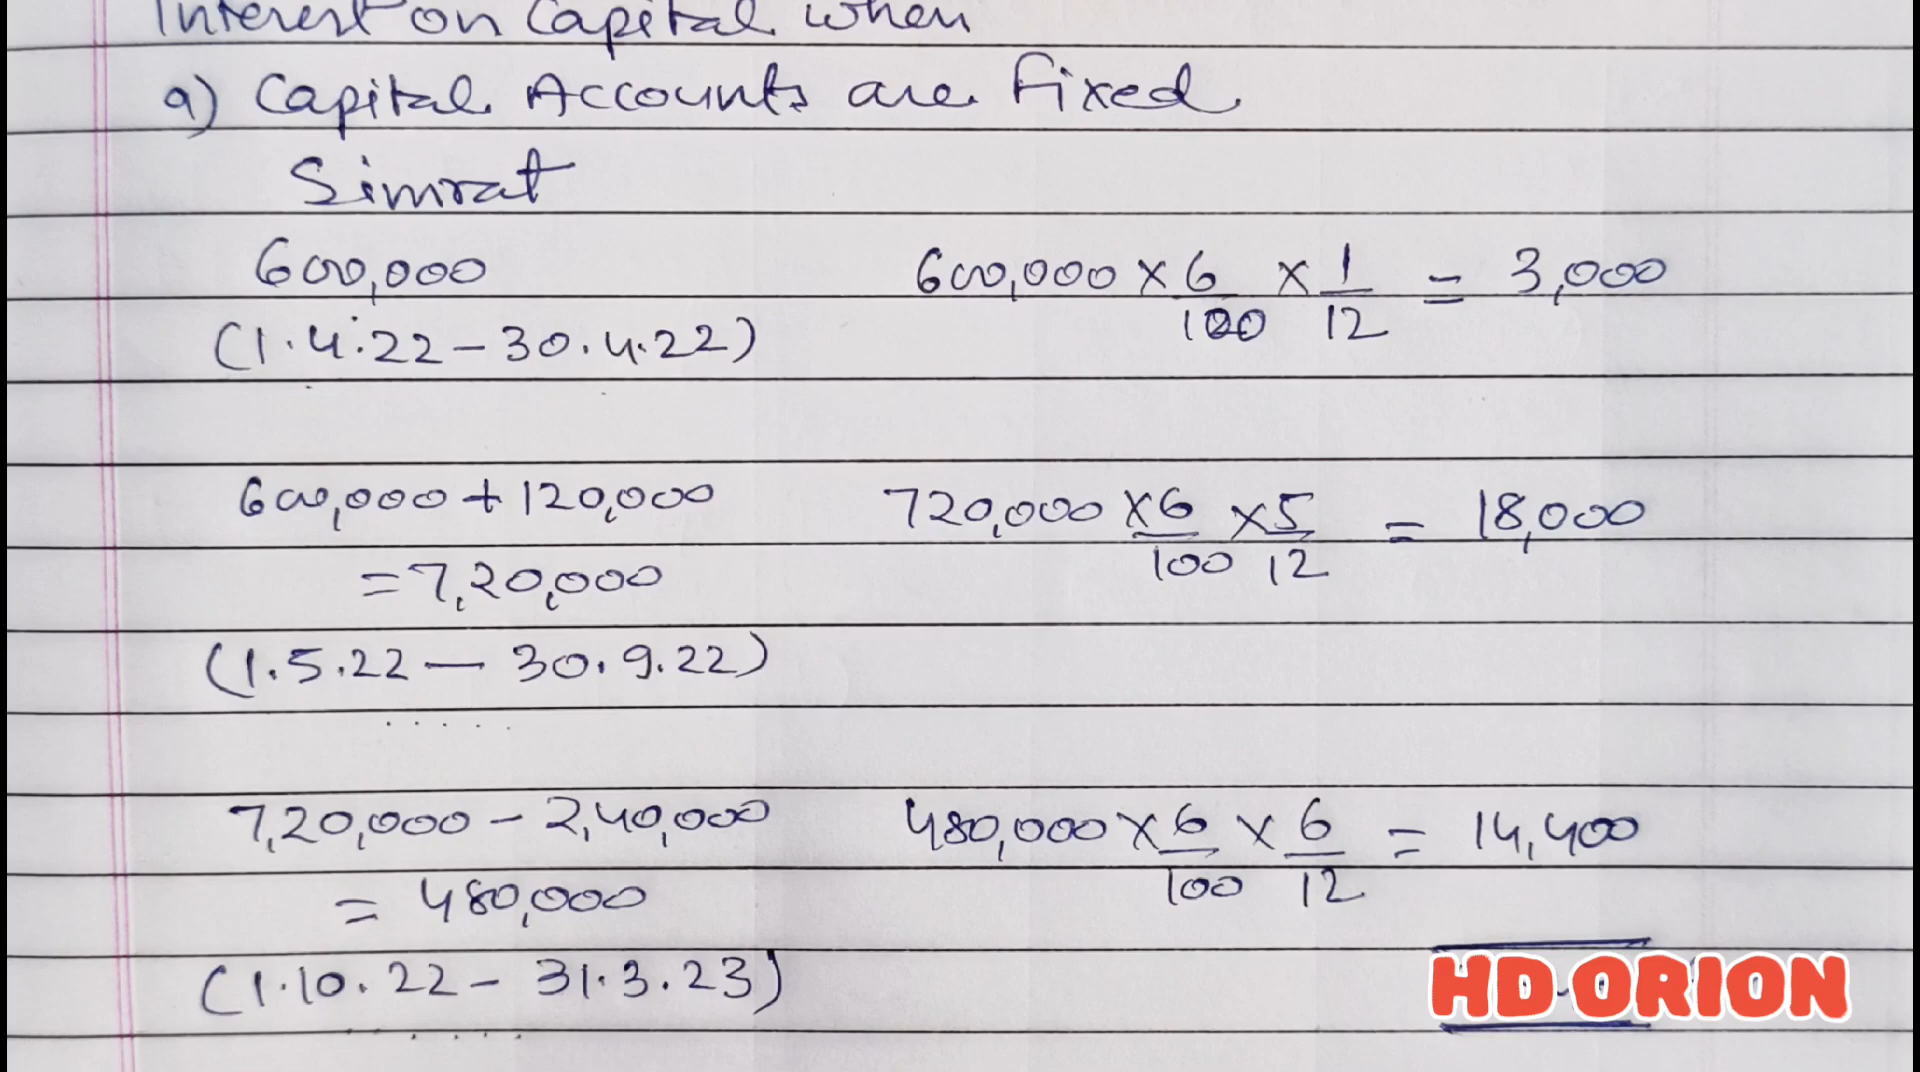 Interest on Capital when
a) Capital Accounts are Fixed
Simrat
600,000 600,000 × 6/100 × 1/12 = 3,000
(1.4.22 – 30.4.22)
600,000 + 120,000 720,000 × 6/100 × 5/12 = 18,000
= 7,20,000
(1.5.22 – 30.9.22)
7,20,000 – 2,40,000 480,000 × 6/100 × 6/12 = 14,400
= 480,000
(1.10.22 – 31.3.23)
HD ORION